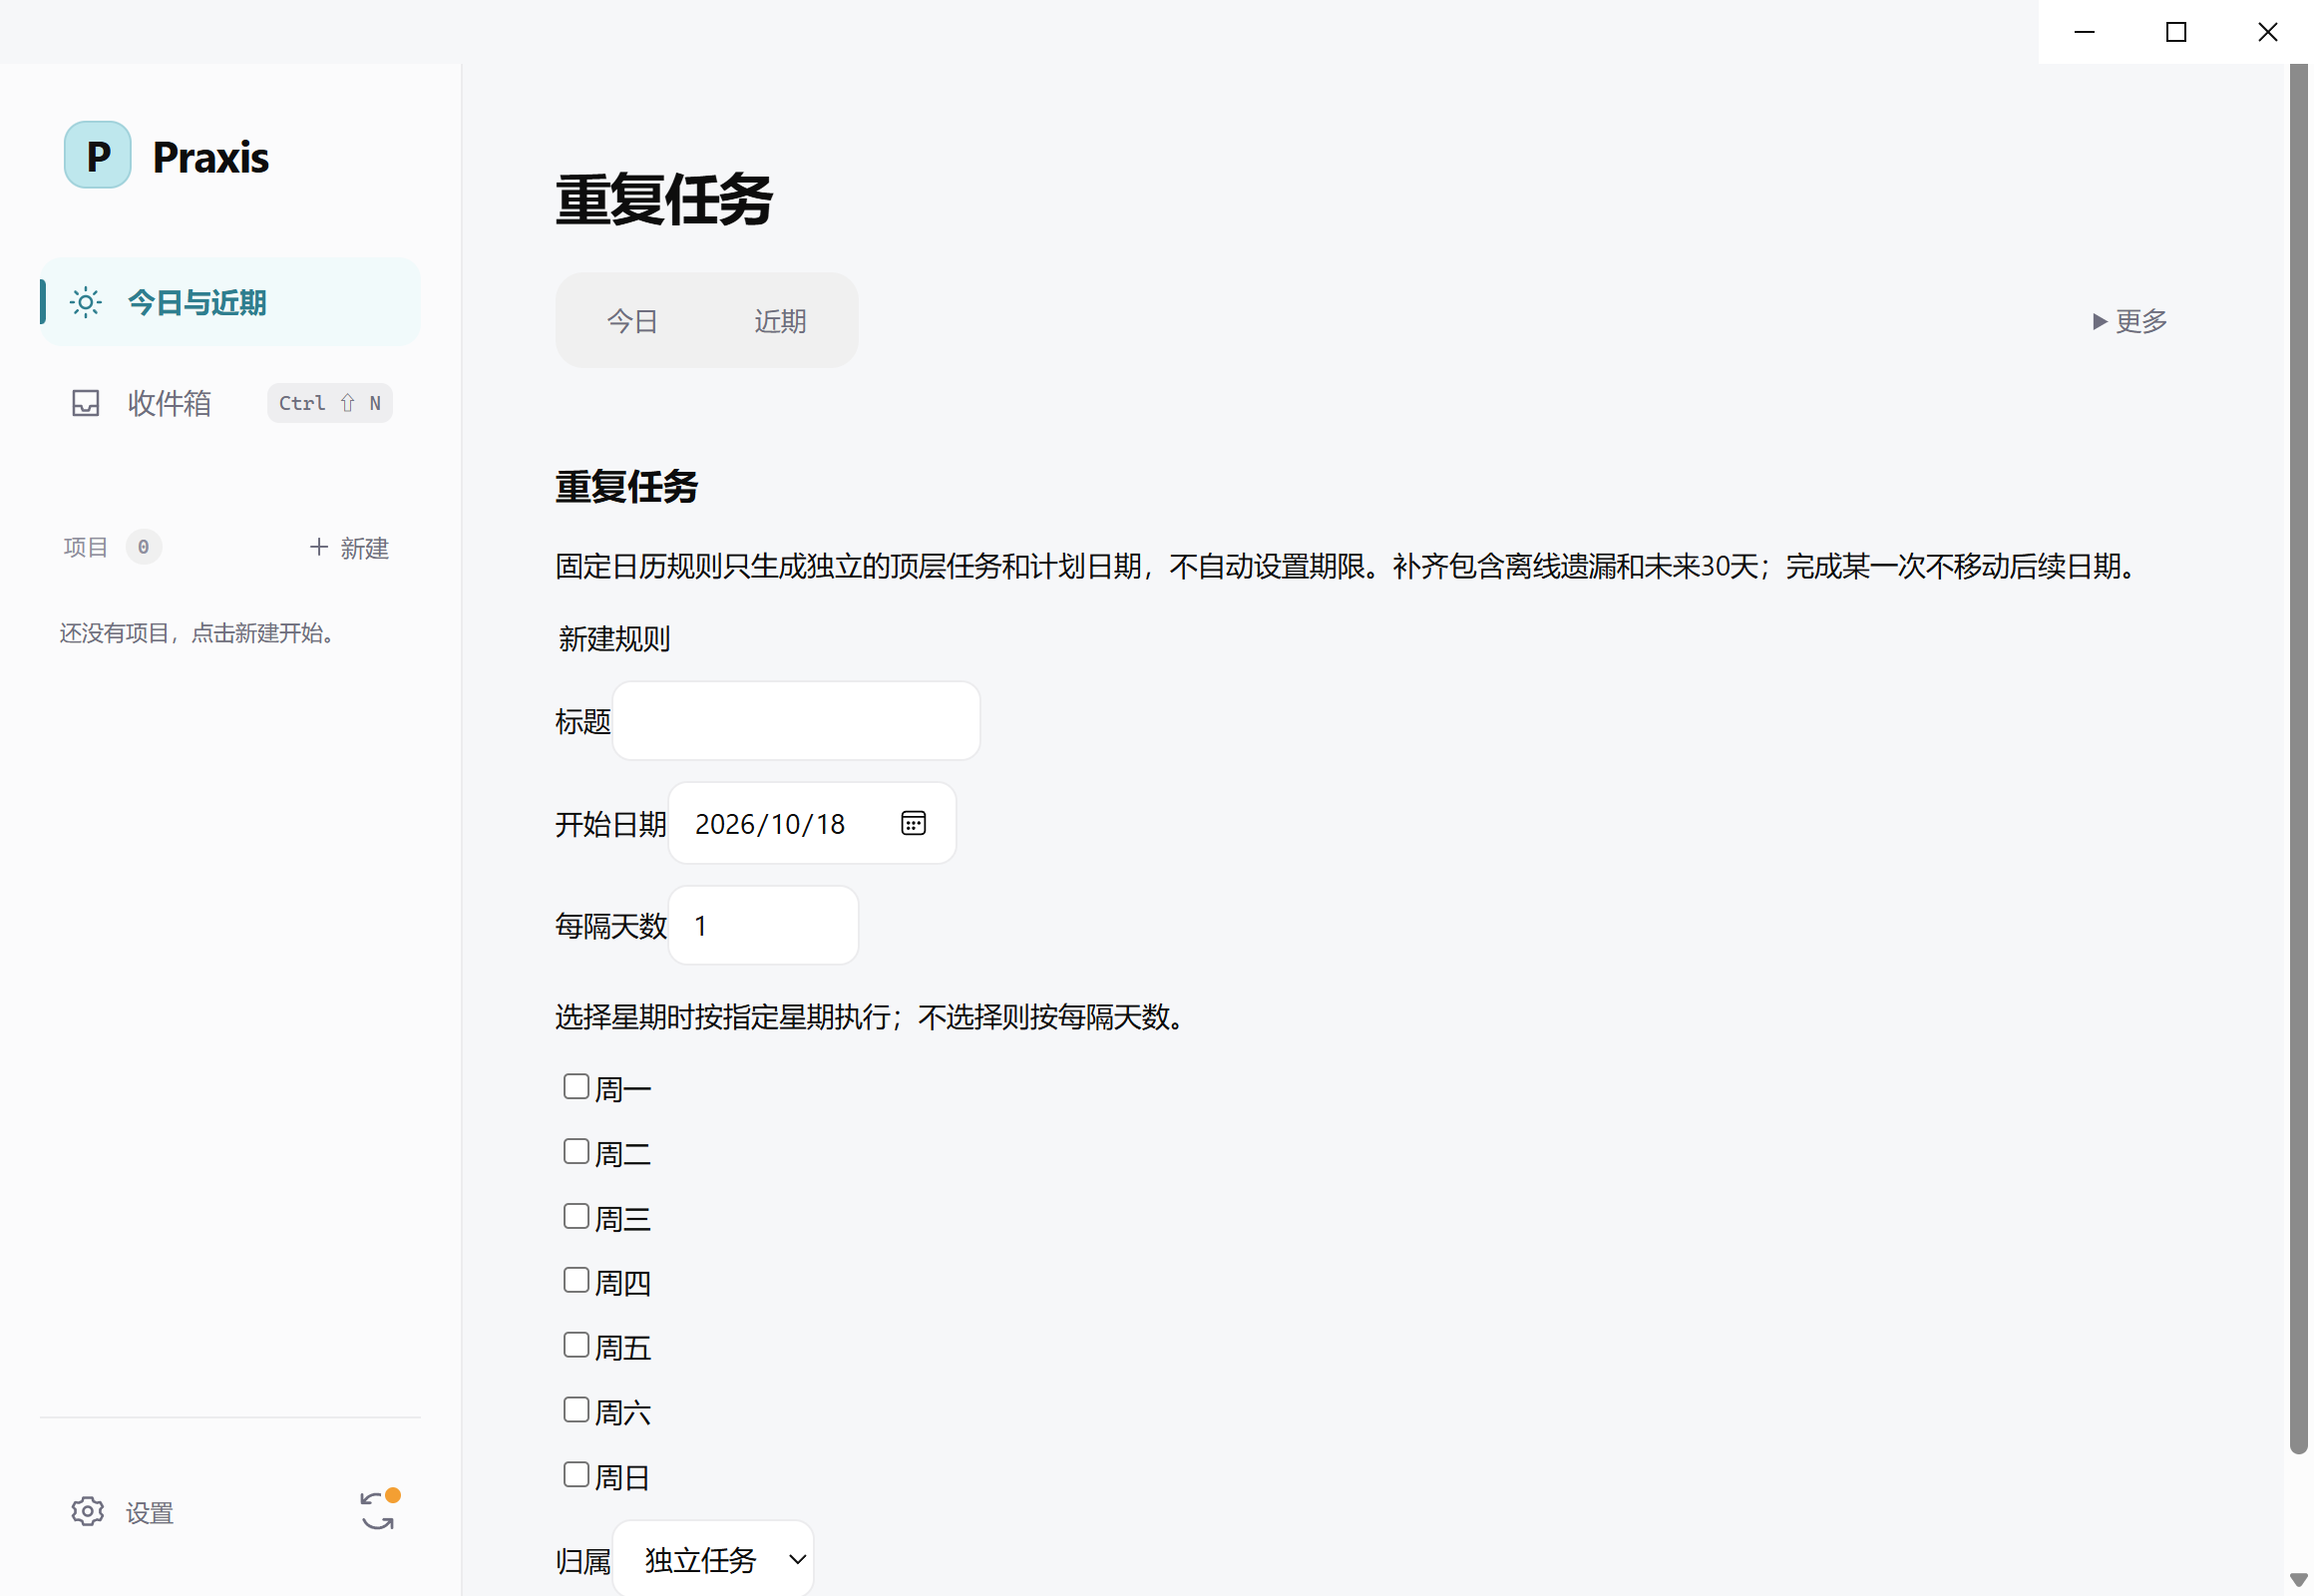 P Praxis
今日与近期
收件箱 Ctrl ⇧ N
项目 0 + 新建
还没有项目，点击新建开始。
设置
重复任务
今日 近期
▶ 更多
重复任务
固定日历规则只生成独立的顶层任务和计划日期，不自动设置期限。补齐包含离线遗漏和未来30天；完成某一次不移动后续日期。
新建规则
标题
开始日期 2026/10/18
每隔天数 1
选择星期时按指定星期执行；不选择则按每隔天数。
周一
周二
周三
周四
周五
周六
周日
归属 独立任务